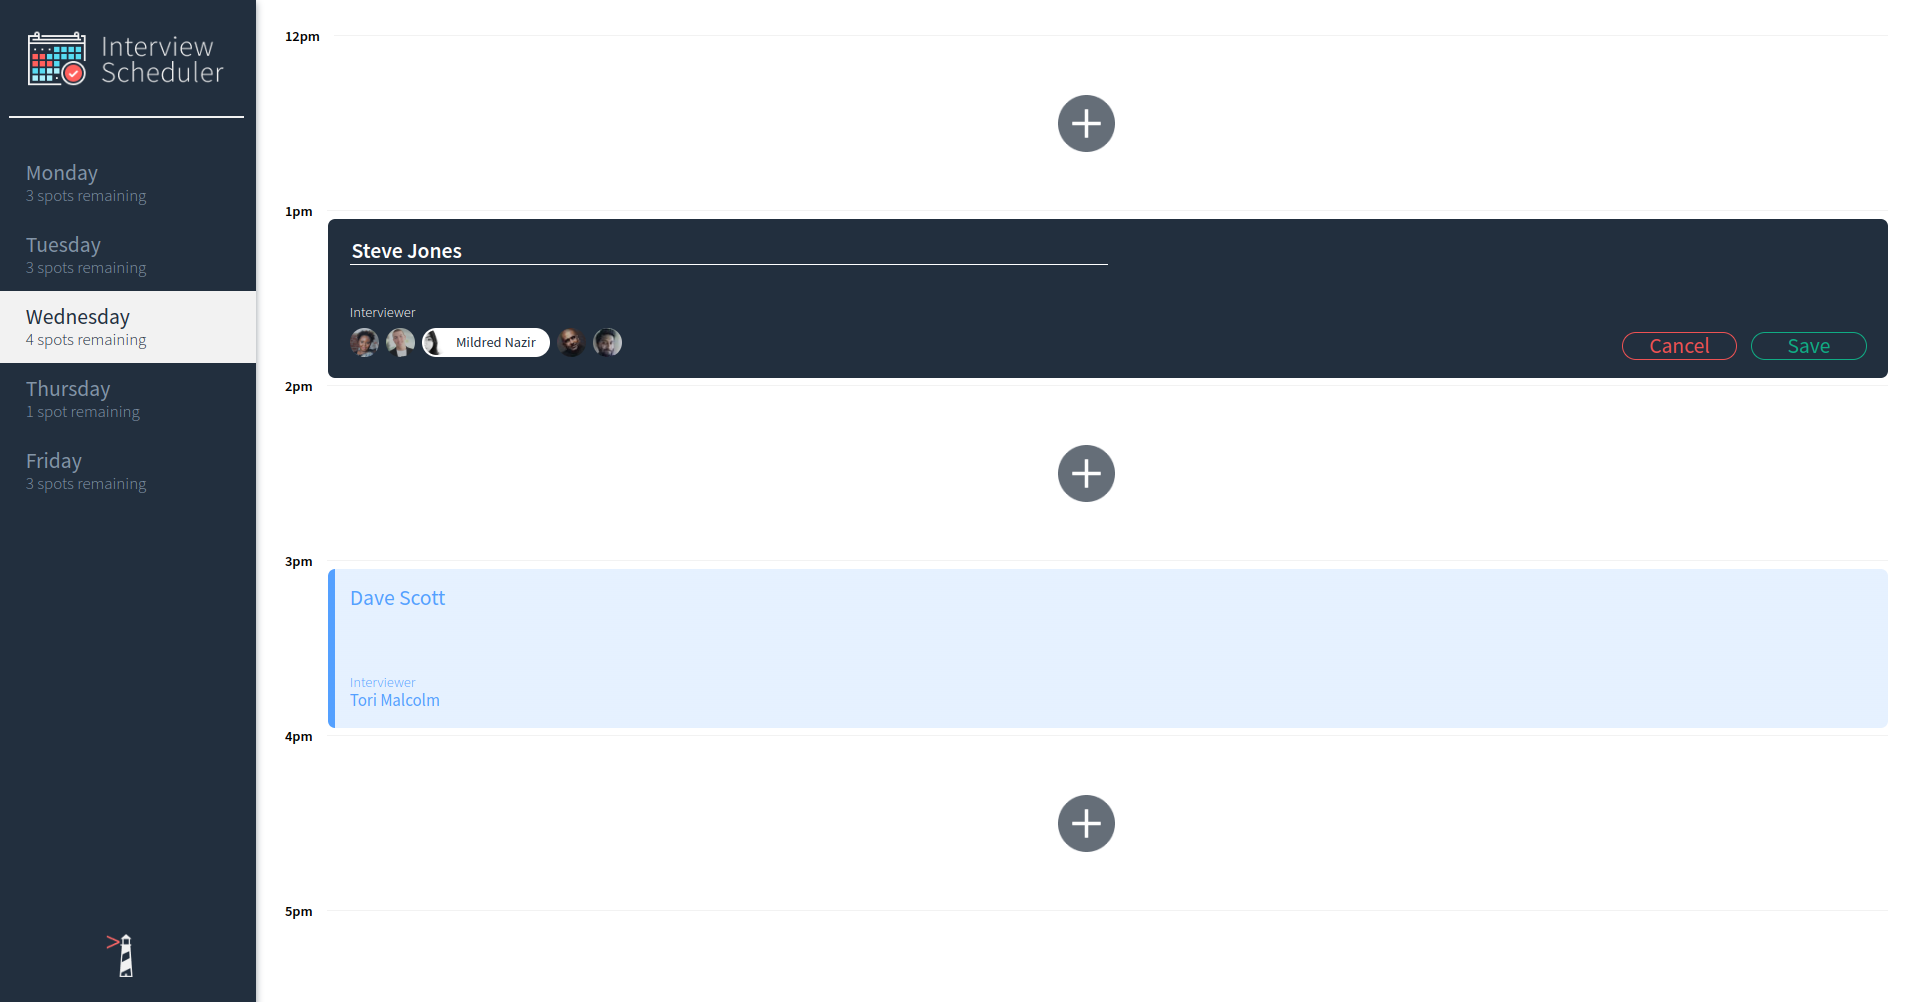 Interview
Scheduler
Monday
3 spots remaining
Tuesday
3 spots remaining
Wednesday
4 spots remaining
Thursday
1 spot remaining
Friday
3 spots remaining
12pm
1pm
Steve Jones
Interviewer
Mildred Nazir
Cancel
Save
2pm
3pm
Dave Scott
Interviewer
Tori Malcolm
4pm
5pm